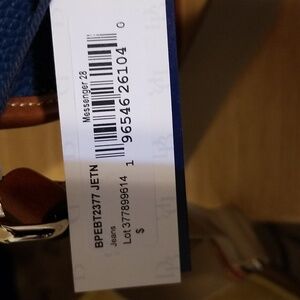 Messenger 28
1 96546 26104 0
BPEBT2377 JETN
Jeans
Lot 377899614
$